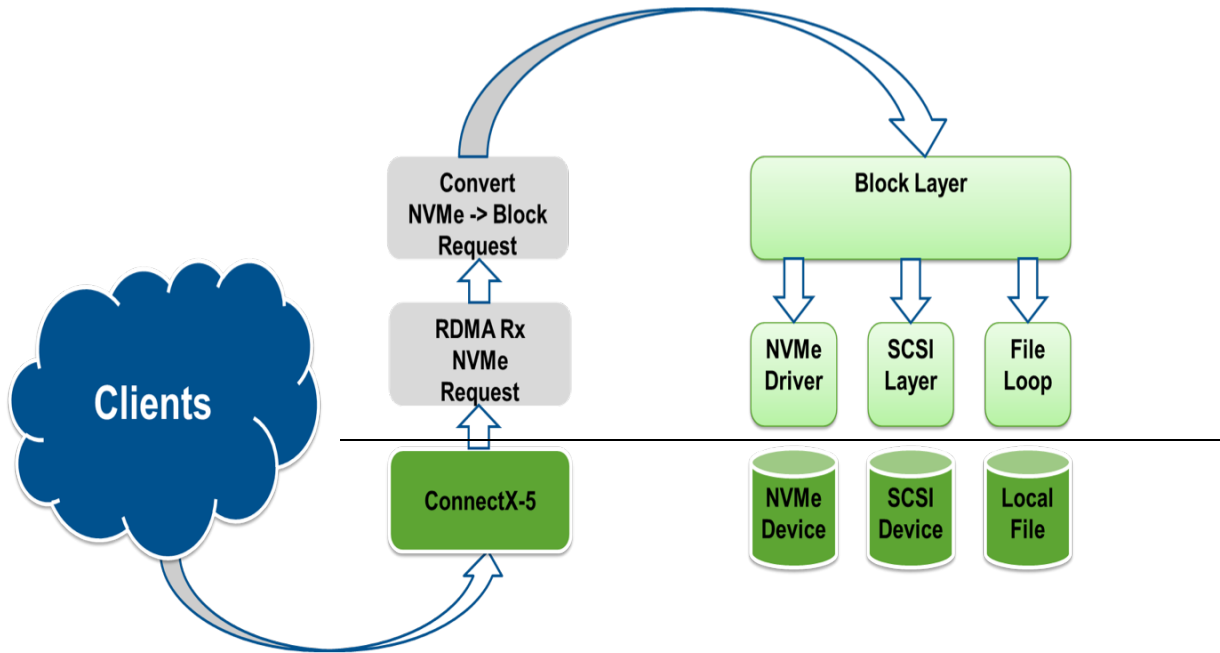 Convert
NVMe -> Block
Request
Block Layer
RDMA Rx
NVMe
Request
NVMe
Driver
SCSI
Layer
File
Loop
Clients
ConnectX-5
NVMe
Device
SCSI
Device
Local
File